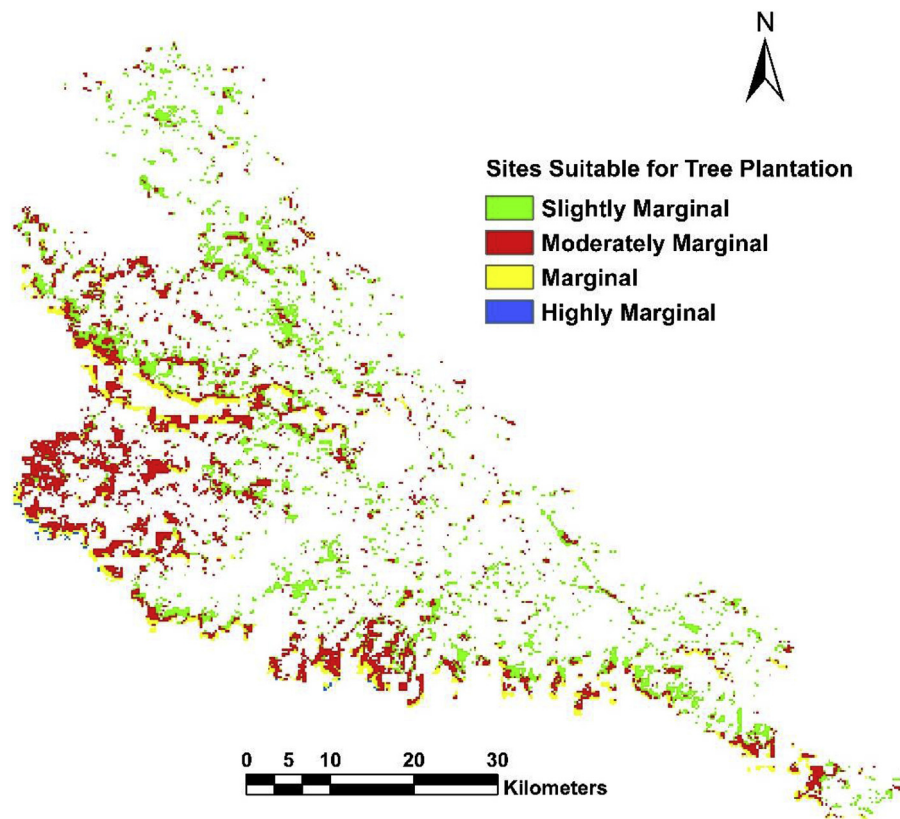 N
Sites Suitable for Tree Plantation
Slightly Marginal
Moderately Marginal
Marginal
Highly Marginal
0 5 10 20 30
Kilometers